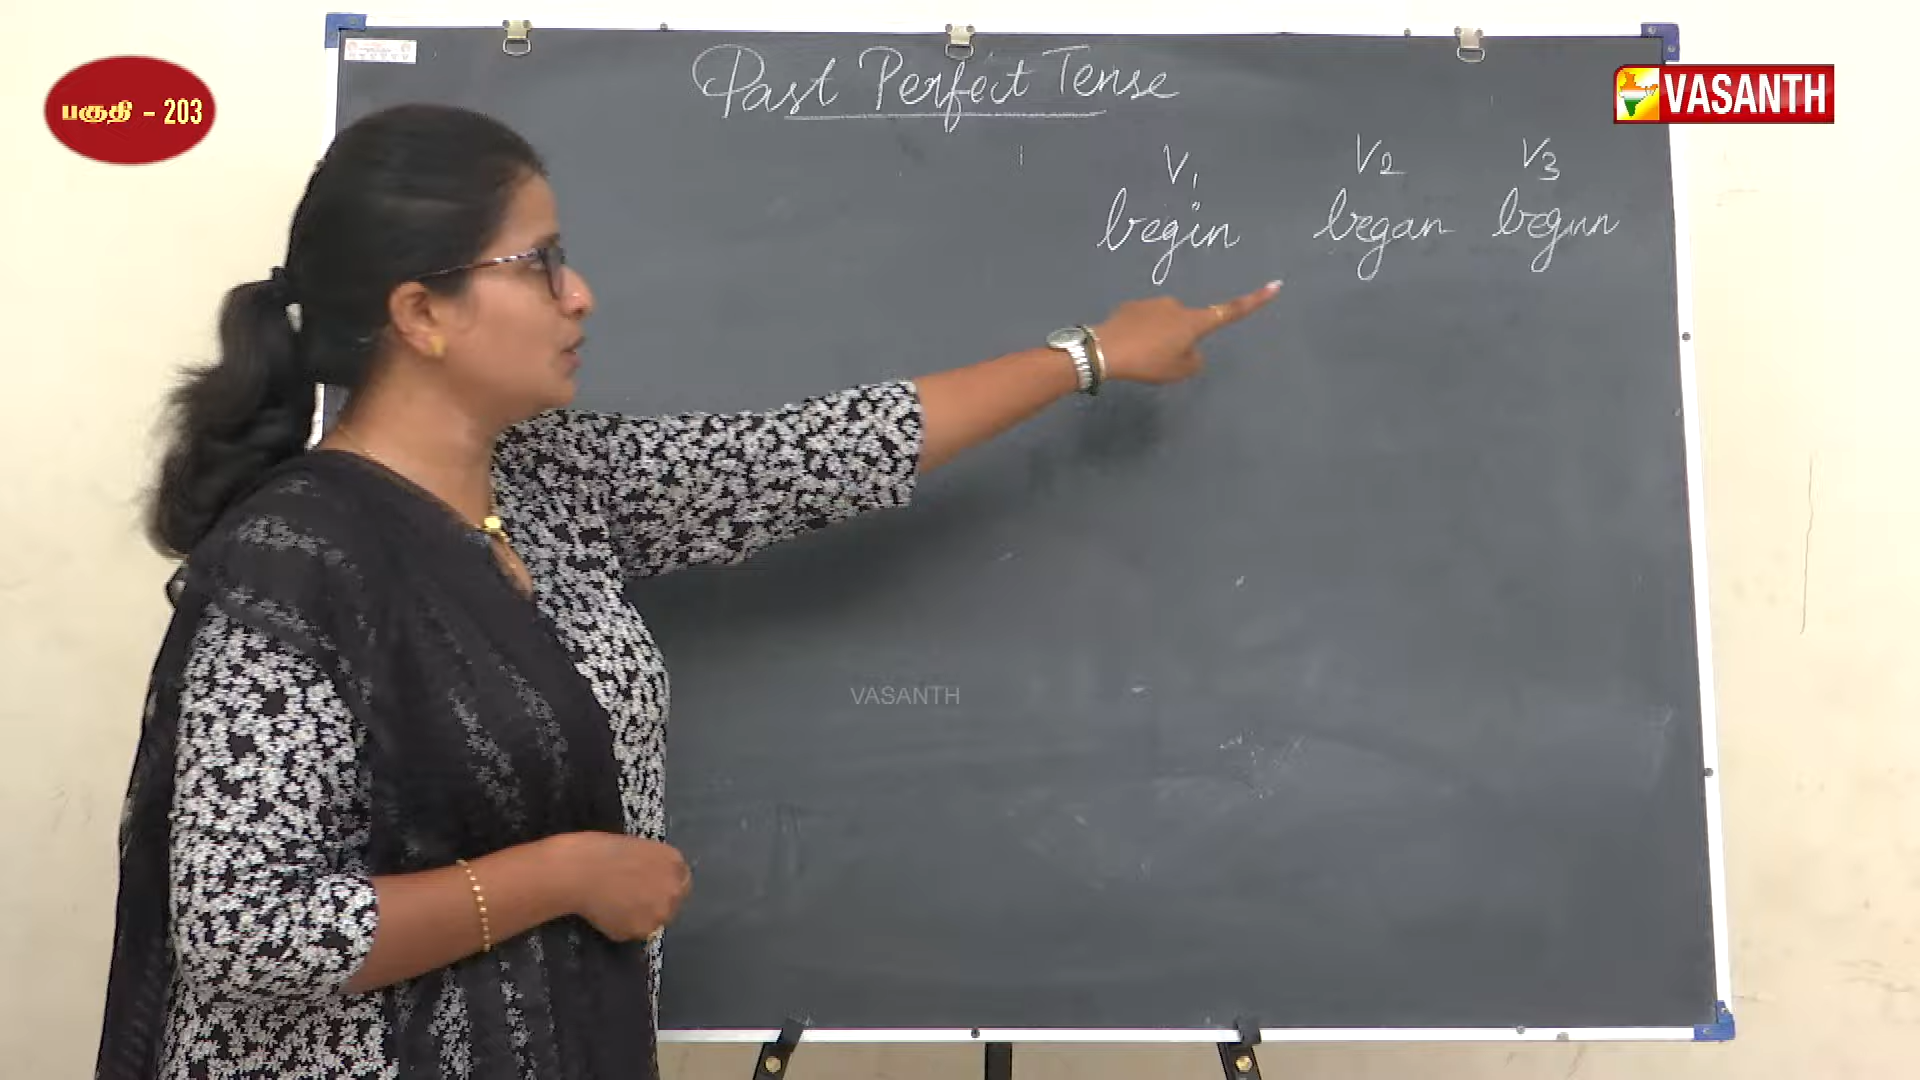 பகுதி - 203
Past Perfect Tense
VASANTH
V1 V2 V3
begin began begun
VASANTH